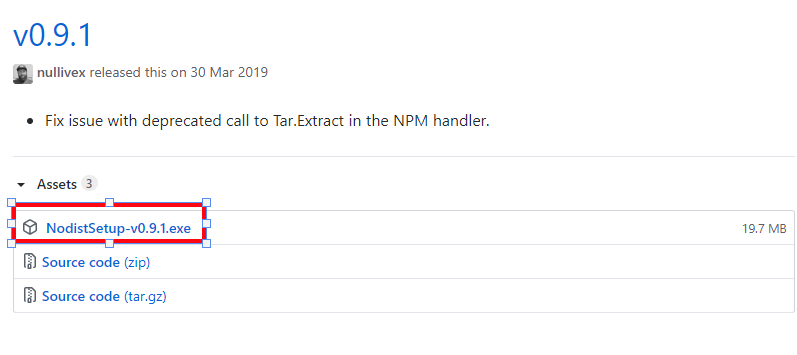 v0.9.1
nullivex released this on 30 Mar 2019
Fix issue with deprecated call to Tar.Extract in the NPM handler.
Assets 3
NodistSetup-v0.9.1.exe 19.7 MB
Source code (zip)
Source code (tar.gz)